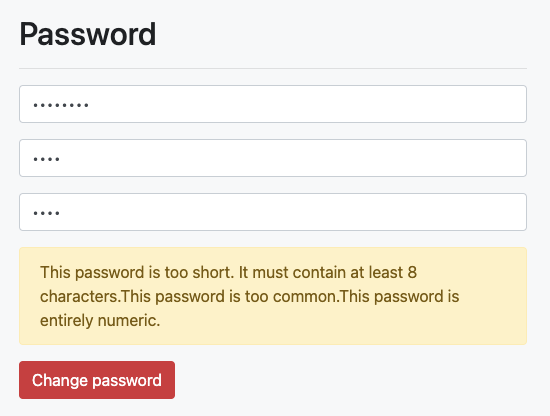 Password
••••••••
••••
••••
This password is too short. It must contain at least 8
characters.This password is too common.This password is
entirely numeric.
Change password